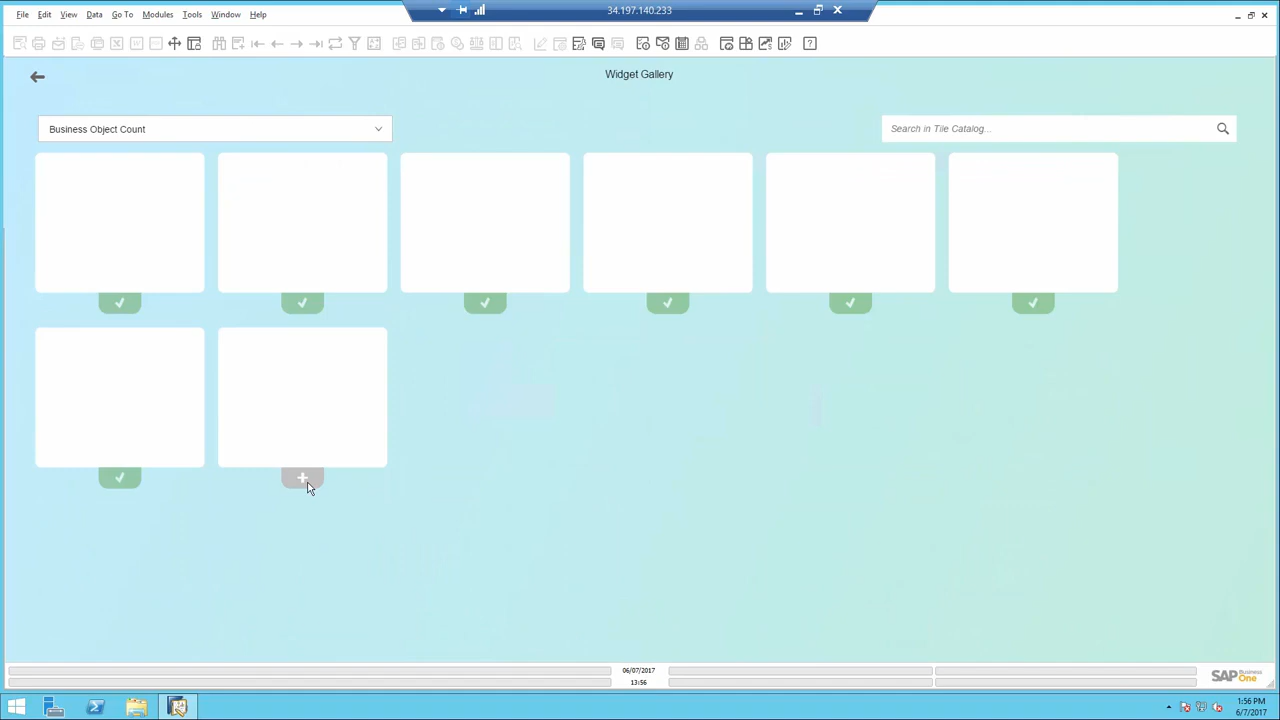 34.197.140.233
File Edit View Data Go To Modules Tools Window Help
Widget Gallery
Business Object Count
Search in Tile Catalog...
06/07/2017
13:56
SAP Business One
1:56 PM
6/7/2017